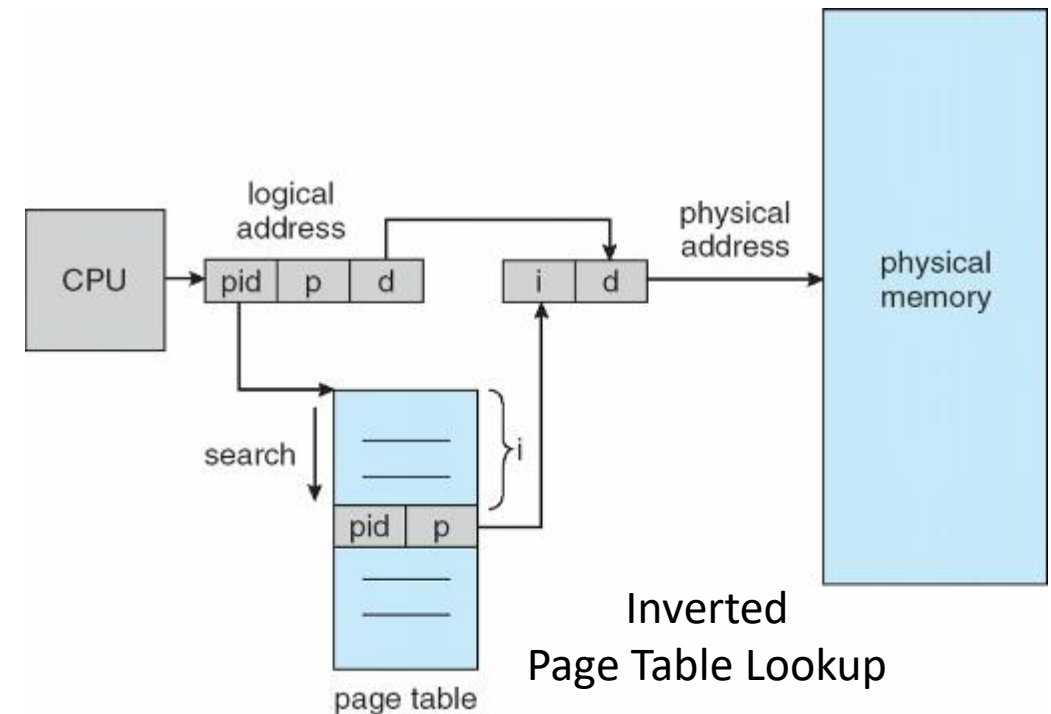 logical
address
physical
address
CPU
pid p d
i d
physical
memory
search
i
pid p
Inverted
Page Table Lookup
page table